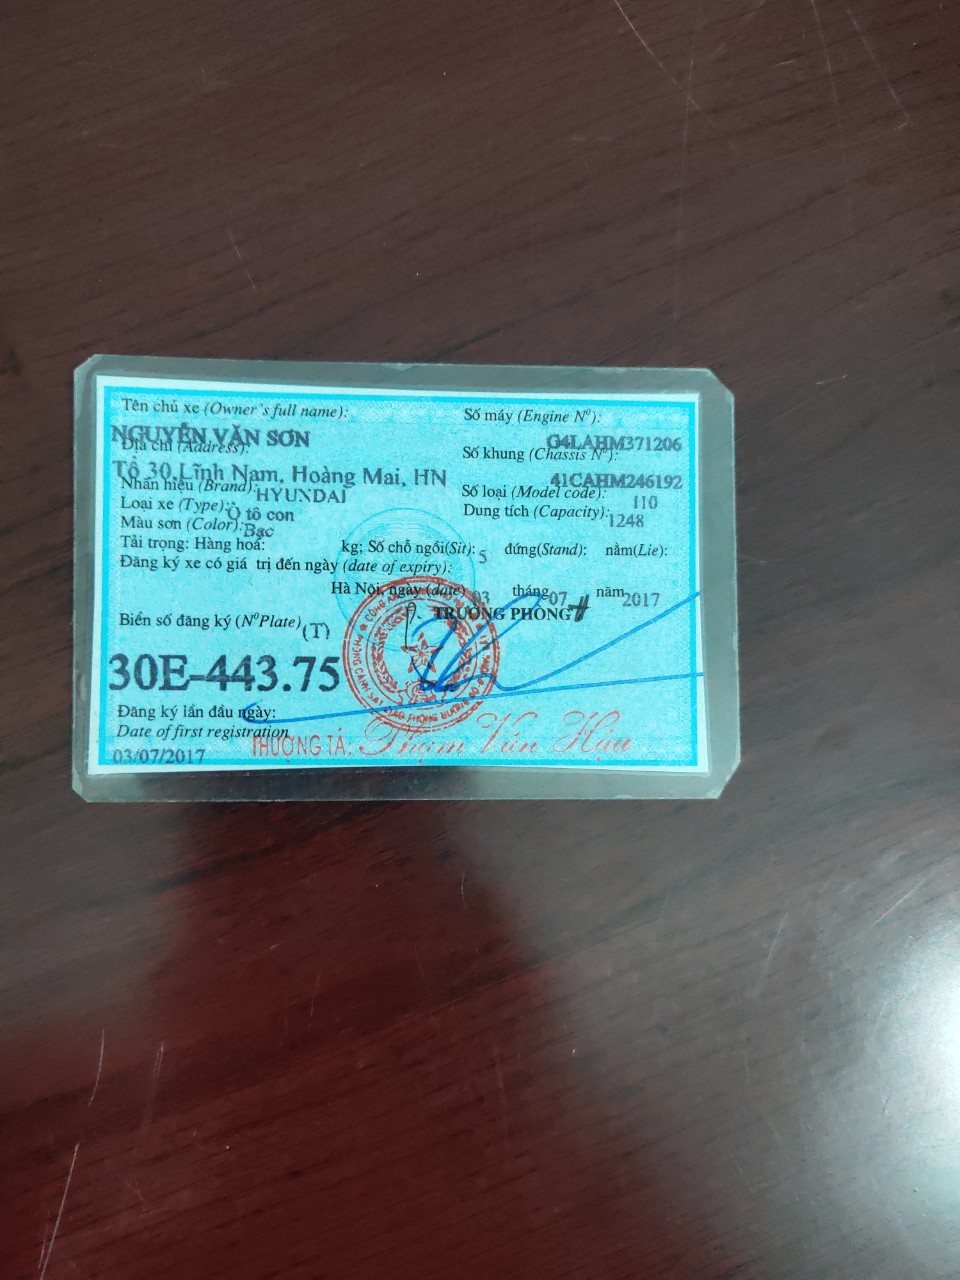 Tên chủ xe (Owner's full name):
NGUYỄN VĂN SƠN
Địa chỉ (Address):
Tổ 30,Lĩnh Nam, Hoàng Mai, HN
Nhãn hiệu (Brand):
HYUNDAI
Loại xe (Type):
Ô tô con
Màu sơn (Color):
Bạc
Số máy (Engine Nº):
G4LAHM371206
Số khung (Chassis Nº):
41CAHM246192
Số loại (Model code):
I10
Dung tích (Capacity):
1248
Tải trọng: Hàng hoá: kg; Số chỗ ngồi(Sit): 5 đứng(Stand): nằm(Lie):
Đăng ký xe có giá trị đến ngày (date of expiry):
Hà Nội, ngày (date) 03 tháng 07 năm 2017
TRƯỞNG PHÒNG
Biển số đăng ký (NºPlate) (T)
30E-443.75
Đăng ký lần đầu ngày:
Date of first registration
03/07/2017
THƯỢNG TÁ: Phạm Văn Hậu